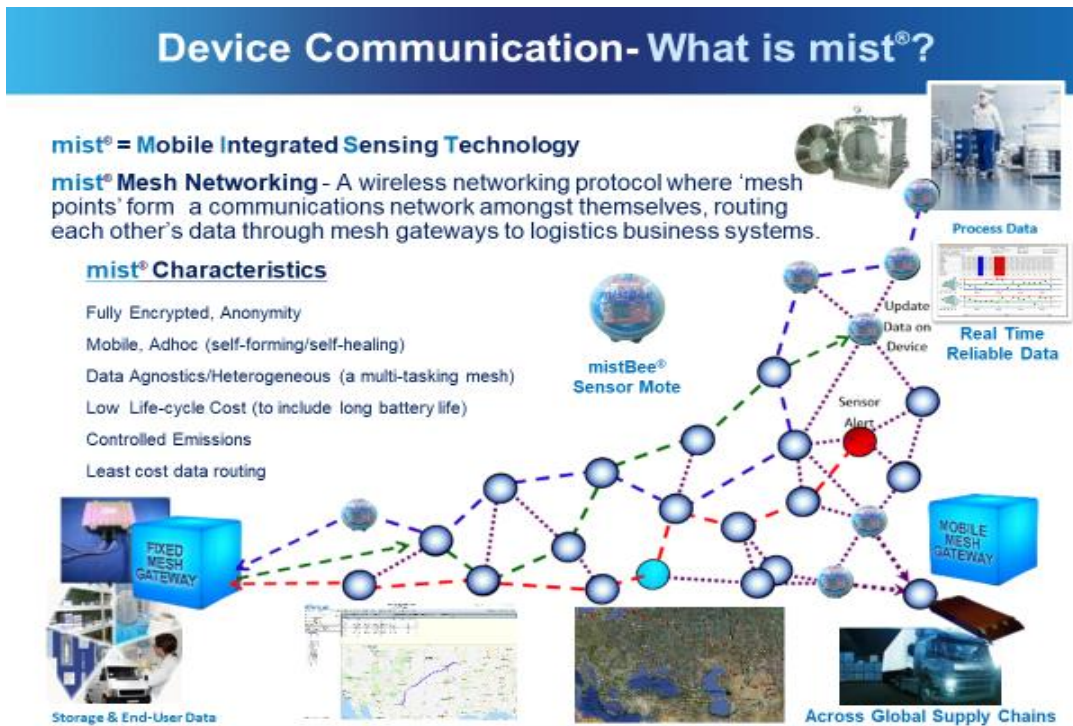 Device Communication- What is mist®?
mist® = Mobile Integrated Sensing Technology
mist® Mesh Networking - A wireless networking protocol where ‘mesh
points’ form a communications network amongst themselves, routing
each other’s data through mesh gateways to logistics business systems.
mist® Characteristics
Fully Encrypted, Anonymity
Mobile, Adhoc (self-forming/self-healing)
Data Agnostics/Heterogeneous (a multi-tasking mesh)
Low Life-cycle Cost (to include long battery life)
Controlled Emissions
Least cost data routing
mistBee®
Sensor Mote
Process Data
Update
Data on
Device
Real Time
Reliable Data
Sensor
Alert
FIXED
MESH
GATEWAY
MOBILE
MESH
GATEWAY
Storage & End-User Data
Across Global Supply Chains